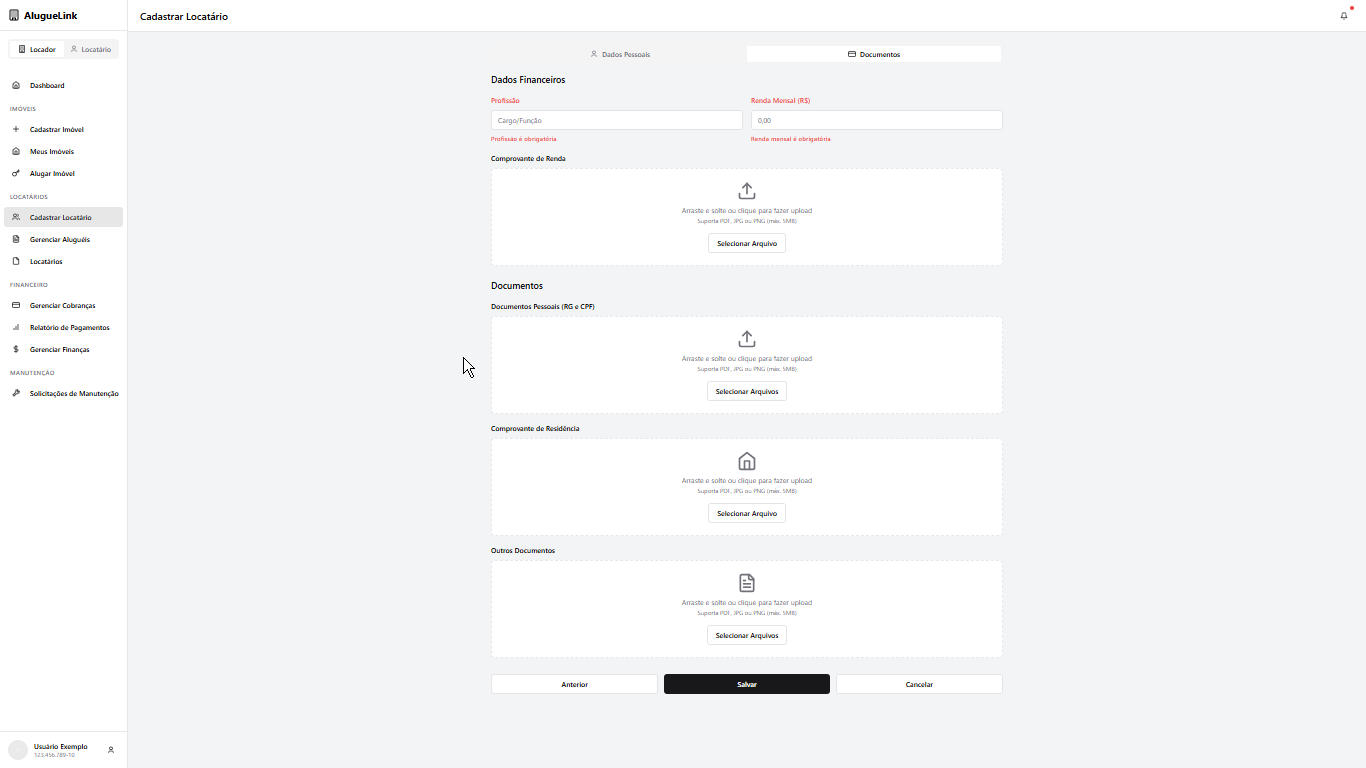 AlugueLink
Cadastrar Locatário
Locador
Locatário
Dashboard
IMÓVEIS
Cadastrar Imóvel
Meus Imóveis
Alugar Imóvel
LOCATÁRIOS
Cadastrar Locatário
Gerenciar Aluguéis
Locatários
FINANCEIRO
Gerenciar Cobranças
Relatório de Pagamentos
Gerenciar Finanças
MANUTENÇÃO
Solicitações de Manutenção
Usuário Exemplo
123.456.789-10
Dados Pessoais
Documentos
Dados Financeiros
Profissão
Renda Mensal (R$)
Cargo/Função
0,00
Profissão é obrigatória
Renda mensal é obrigatória
Comprovante de Renda
Arraste e solte ou clique para fazer upload
Suporta PDF, JPG ou PNG (máx. 5MB)
Selecionar Arquivo
Documentos
Documentos Pessoais (RG e CPF)
Arraste e solte ou clique para fazer upload
Suporta PDF, JPG ou PNG (máx. 5MB)
Selecionar Arquivos
Comprovante de Residência
Arraste e solte ou clique para fazer upload
Suporta PDF, JPG ou PNG (máx. 5MB)
Selecionar Arquivo
Outros Documentos
Arraste e solte ou clique para fazer upload
Suporta PDF, JPG ou PNG (máx. 5MB)
Selecionar Arquivos
Anterior
Salvar
Cancelar